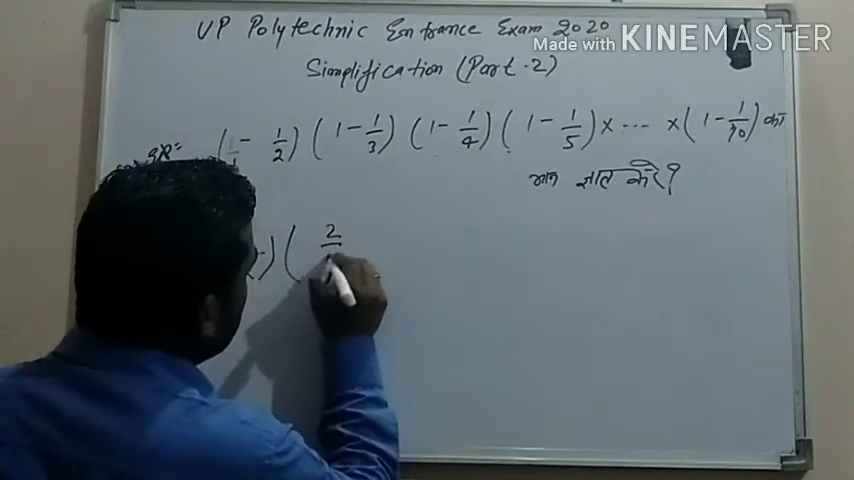 UP Polytechnic Entrance Exam 2020
Made with KINEMASTER
Simplification (Part-2)
(1 - 1/2) (1 - 1/3) (1 - 1/4) (1 - 1/5) x ... x (1 - 1/10) का
मान ज्ञात करें?
) ( 2